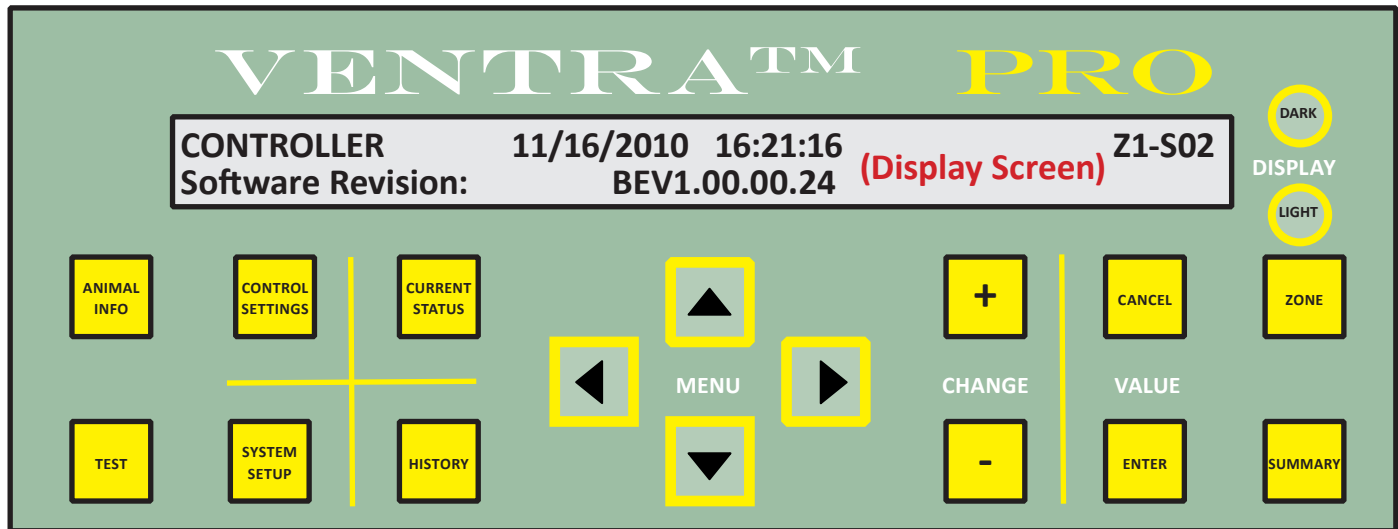 VENTRA™ PRO
CONTROLLER 11/16/2010 16:21:16 Z1-S02
Software Revision: BEV1.00.00.24 (Display Screen)
DARK
DISPLAY
LIGHT
ANIMAL
INFO
CONTROL
SETTINGS
CURRENT
STATUS
+
CANCEL
ZONE
MENU
CHANGE
VALUE
TEST
SYSTEM
SETUP
HISTORY
-
ENTER
SUMMARY